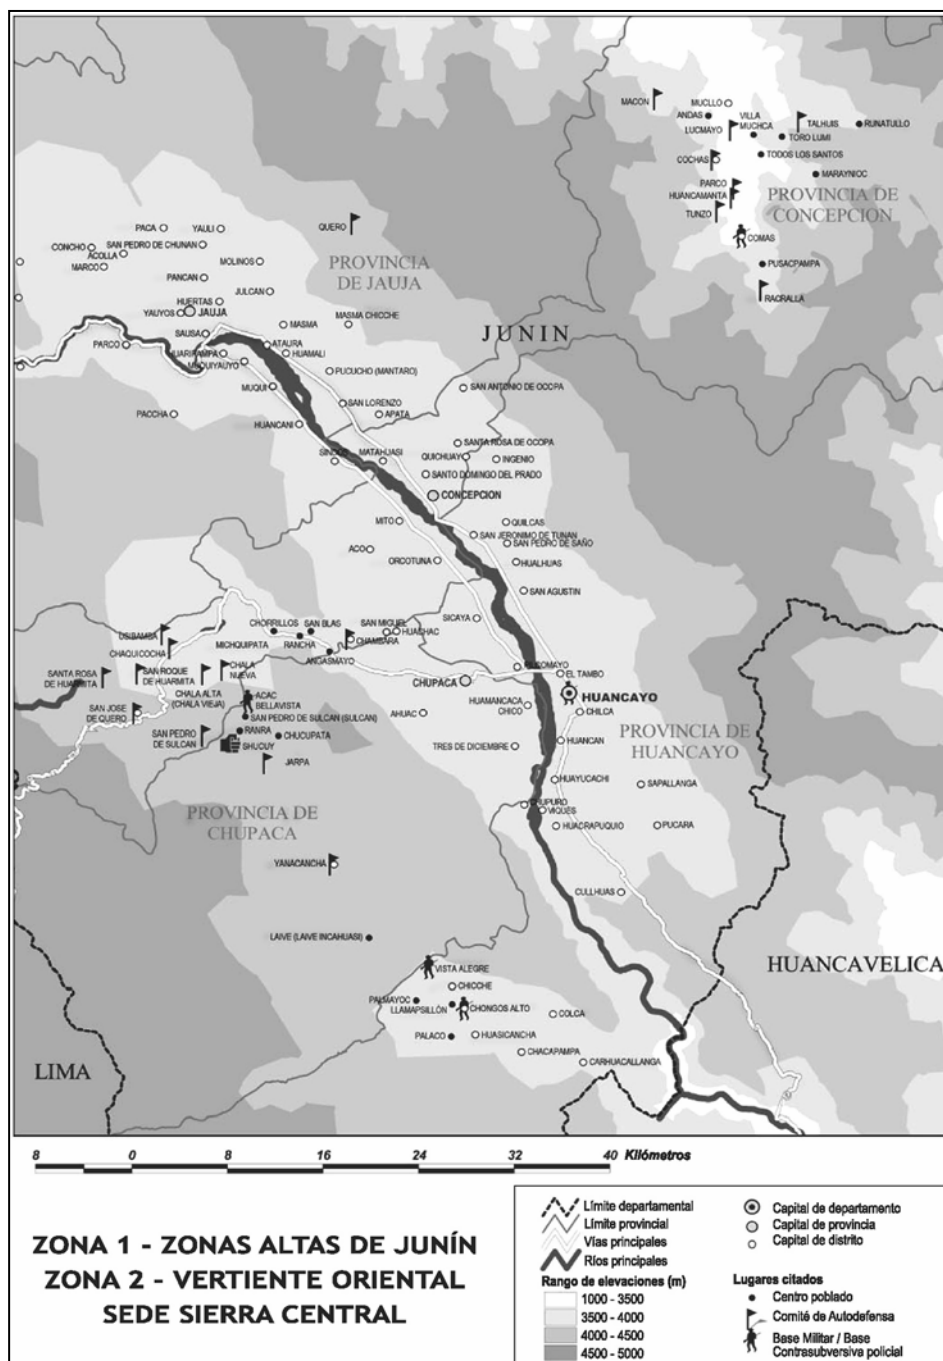 MACON
MUCLLO
ANDAS
VILLA
LUCMAYO
MUCHCA
TALHUIS
RUNATULLO
TORO LUMI
COCHAS
TODOS LOS SANTOS
MARAYNIOC
PARCO
HUANCAMANTA
PROVINCIA DE
CONCEPCION
TUNZO
COMAS
PUSACPAMPA
RACRALLA
PACA
YAULI
QUERO
CONCHO
SAN PEDRO DE CHUNAN
ACOLLA
MARCO
MOLINOS
PROVINCIA
DE JAUJA
PANCAN
JULCAN
HUERTAS
YAUYOS
JAUJA
MASMA
MASMA CHICCHE
JUNIN
SAUSA
PARCO
ATAURA
HUARIPAMPA
HUAMALI
MUQUIYAUYO
PUCUCHO (MANTARO)
MUQUI
SAN ANTONIO DE OCOPA
SAN LORENZO
PACCHA
APATA
HUANCANI
SANTA ROSA DE OCOPA
SINCOS
MATAHUASI
QUICHUAY
INGENIO
SANTO DOMINGO DEL PRADO
CONCEPCION
MITO
QUILCAS
SAN JERONIMO DE TUNAN
SAN PEDRO DE SAÑO
ACO
ORCOTUNA
HUALHUAS
SAN AGUSTIN
SICAYA
CHORRILLOS
SAN BLAS
SAN MIGUEL
HUACHAC
USIBAMBA
MICHQUIPATA
RANCHA
CHAMBARA
CHAQUICOCHA
ANGASMAYO
SANTA ROSA
DE HUARMITA
SAN ROQUE
DE HUARMITA
CHALA
NUEVA
CHALA ALTA
(CHALA VIEJA)
PILCOMAYO
EL TAMBO
CHUPACA
HUANCAYO
ACAC
BELLAVISTA
SAN JOSE
DE QUERO
SAN PEDRO DE SULCAN (SULCAN)
AHUAC
HUAMANCACA
CHICO
CHILCA
SAN PEDRO
DE SULCAN
RANRA
CHUCUPATA
SHUCUY
JARPA
TRES DE DICIEMBRE
HUANCAN
PROVINCIA DE
HUANCAYO
HUAYUCACHI
SAPALLANGA
PROVINCIA DE
CHUPACA
CHUPURO
VIQUES
HUACRAPUQUIO
PUCARA
YANACANCHA
CULLHUAS
LAIVE (LAIVE INCAHUASI)
HUANCAVELICA
VISTA ALEGRE
CHICCHE
PALMAYOC
LLAMAPSILLÓN
CHONGOS ALTO
COLCA
PALACO
HUASICANCHA
CHACAPAMPA
CARHUACALLANGA
LIMA
8 0 8 16 24 32 40 Kilómetros
ZONA 1 - ZONAS ALTAS DE JUNÍN
ZONA 2 - VERTIENTE ORIENTAL
SEDE SIERRA CENTRAL
Límite departamental
Límite provincial
Vías principales
Ríos principales
Rango de elevaciones (m)
1000 - 3500
3500 - 4000
4000 - 4500
4500 - 5000
Capital de departamento
Capital de provincia
Capital de distrito
Lugares citados
Centro poblado
Comité de Autodefensa
Base Militar / Base
Contrasubversiva policial